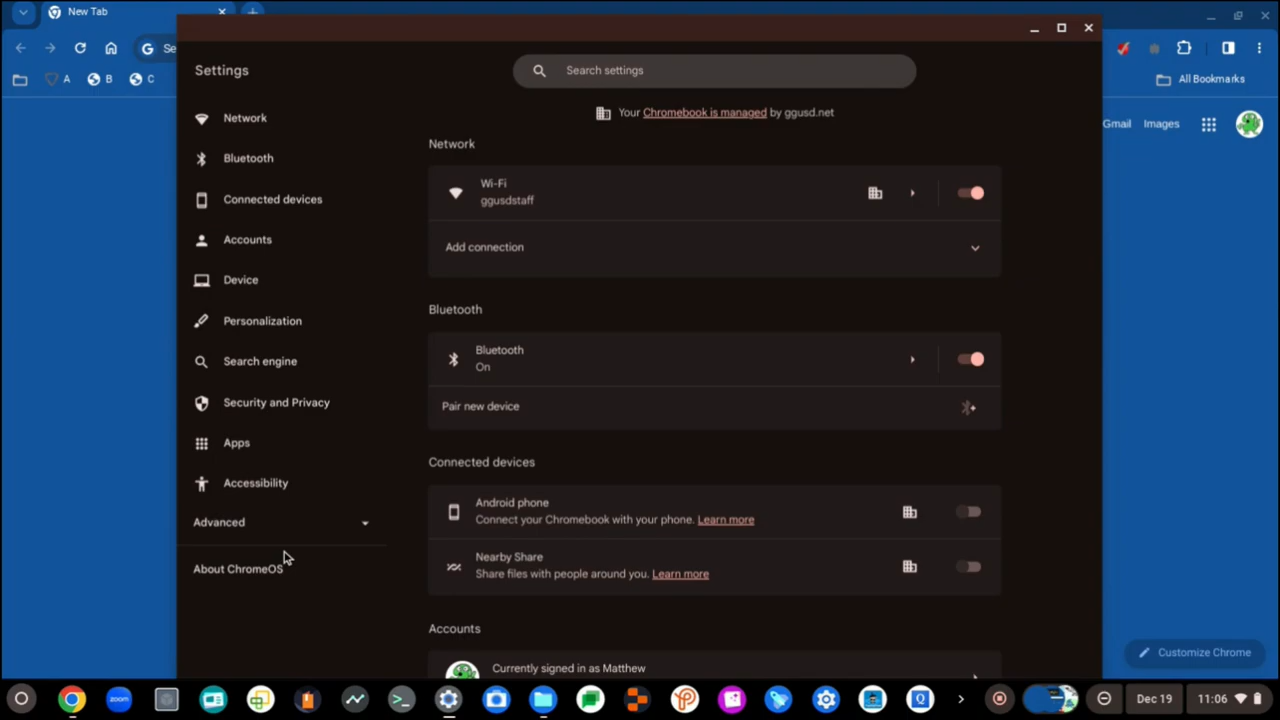 New Tab
Se
A
B
C
All Bookmarks
Gmail
Images
Settings
Search settings
Your Chromebook is managed by ggusd.net
Network
Bluetooth
Connected devices
Accounts
Device
Personalization
Search engine
Security and Privacy
Apps
Accessibility
Advanced
About ChromeOS
Network
Wi-Fi
ggusdstaff
Add connection
Bluetooth
Bluetooth
On
Pair new device
Connected devices
Android phone
Connect your Chromebook with your phone. Learn more
Nearby Share
Share files with people around you. Learn more
Accounts
Currently signed in as Matthew
Customize Chrome
zoom
Dec 19
11:06